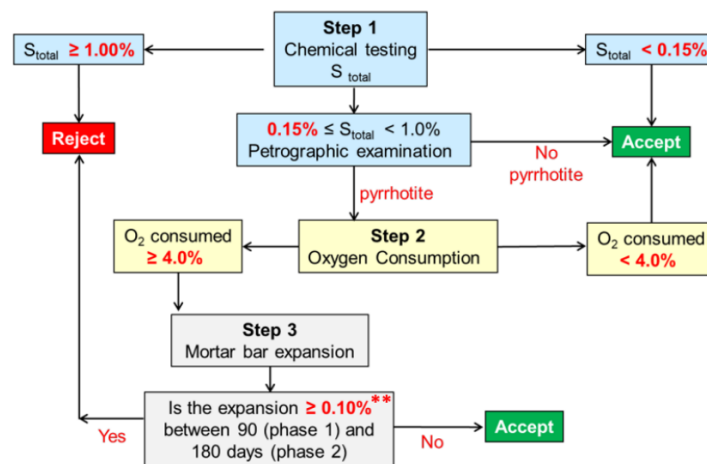 Step 1
Chemical testing
S total
Stotal ≥ 1.00%
Stotal < 0.15%
Reject
0.15% ≤ Stotal < 1.0%
Petrographic examination
No
pyrrhotite
Accept
pyrrhotite
O2 consumed
≥ 4.0%
Step 2
Oxygen Consumption
O2 consumed
< 4.0%
Step 3
Mortar bar expansion
Is the expansion ≥ 0.10%**
between 90 (phase 1) and
180 days (phase 2)
Yes
No
Accept